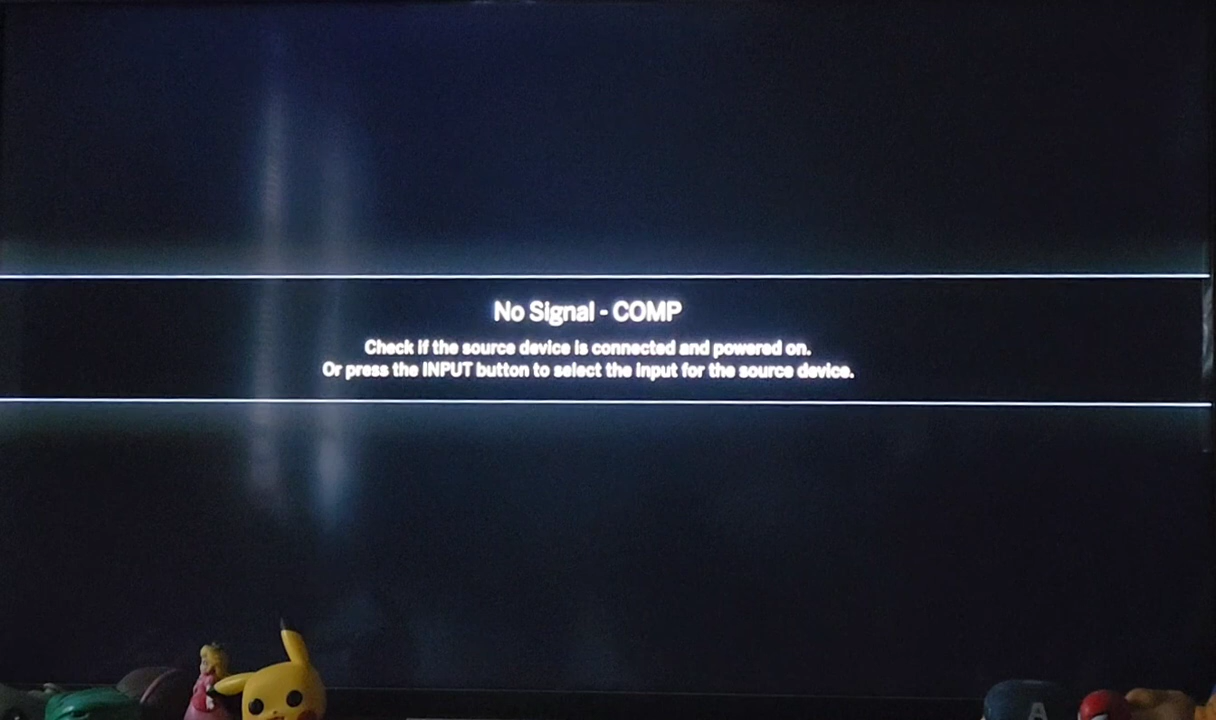 No Signal - COMP
Check if the source device is connected and powered on.
Or press the INPUT button to select the input for the source device.
A